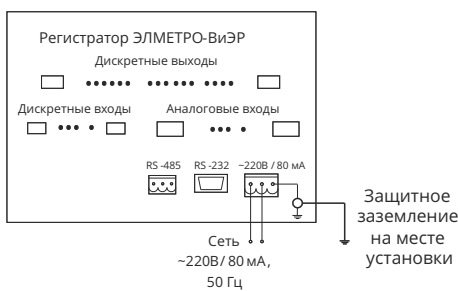 Регистратор ЭЛМЕТРО-ВиЭР
Дискретные выходы
Дискретные входы
Аналоговые входы
RS -485
RS -232
~220В / 80 мА
Защитное
заземление
на месте
установки
Сеть
~220В/ 80 мА,
50 Гц